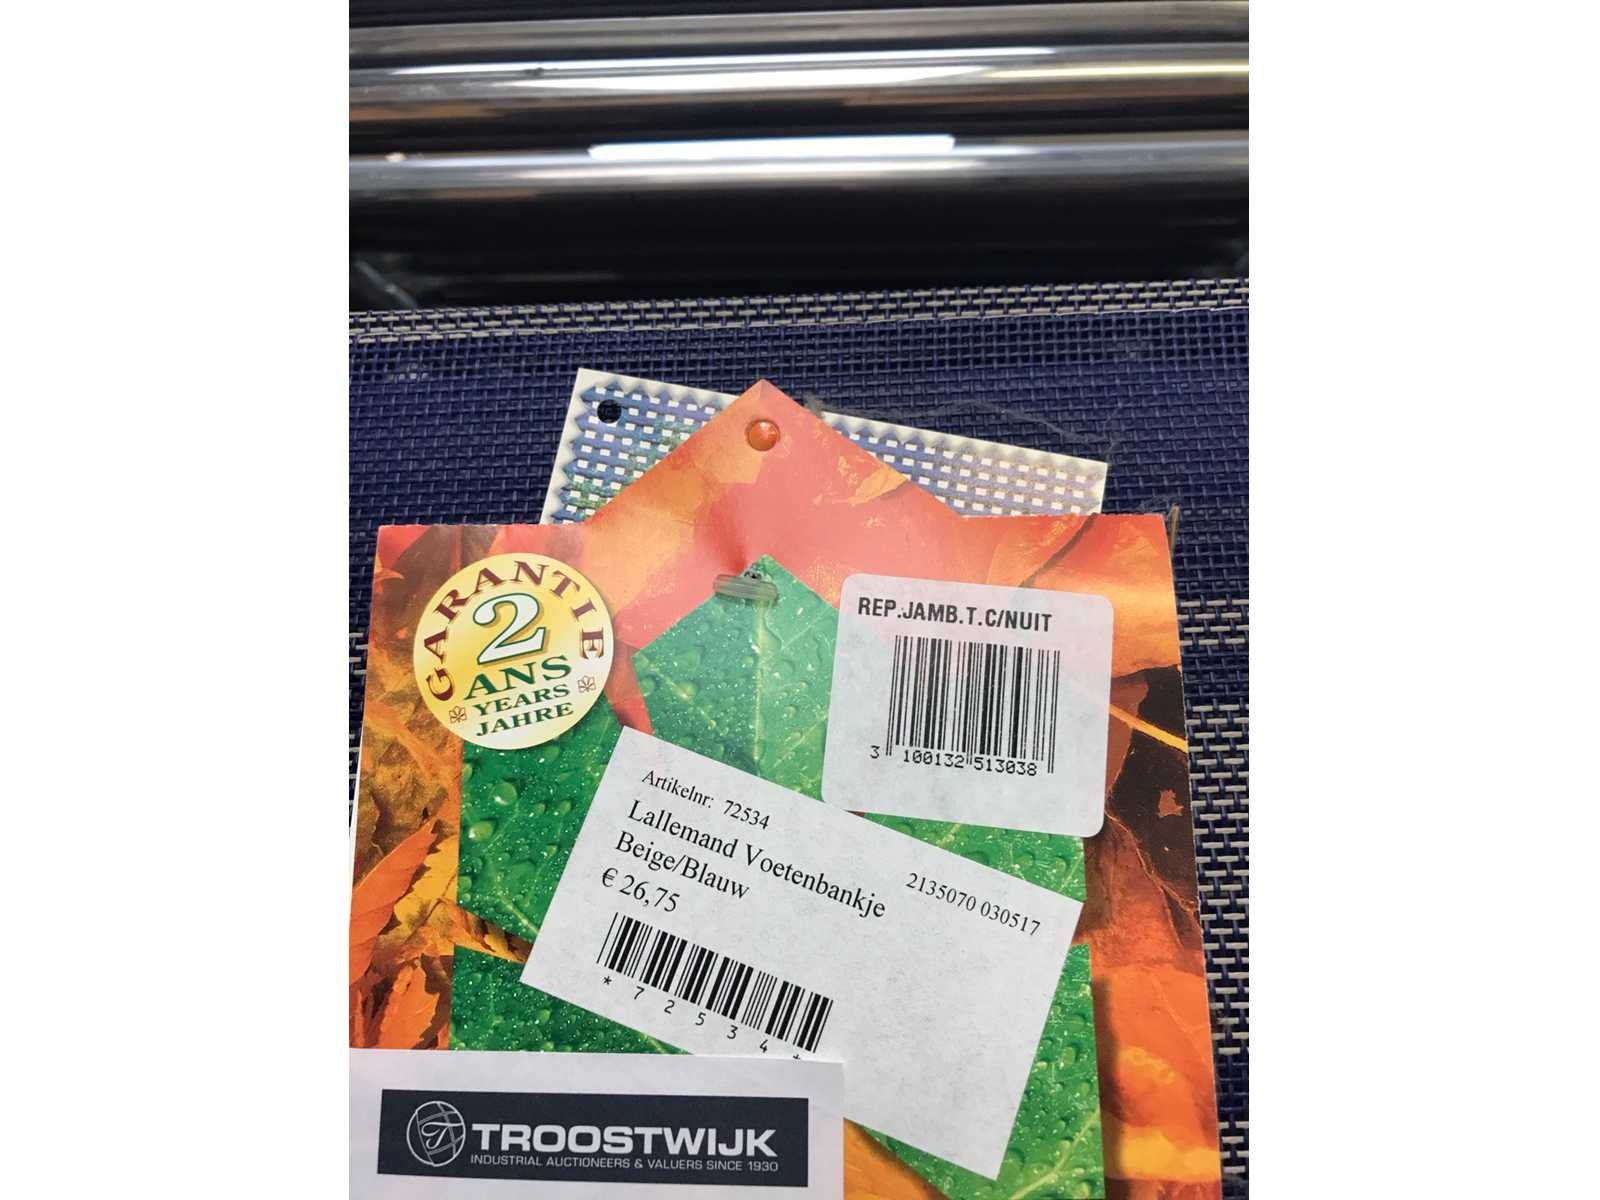 GARANTIE
2
ANS
YEARS
JAHRE
REP.JAMB.T.C/NUIT
3 100132 513038
Artikelnr: 72534
2135070 030517
Lallemand Voetenbankje
Beige/Blauw
€ 26,75
* 7 2 5 3 4 *
TROOSTWIJK
INDUSTRIAL AUCTIONEERS & VALUERS SINCE 1930